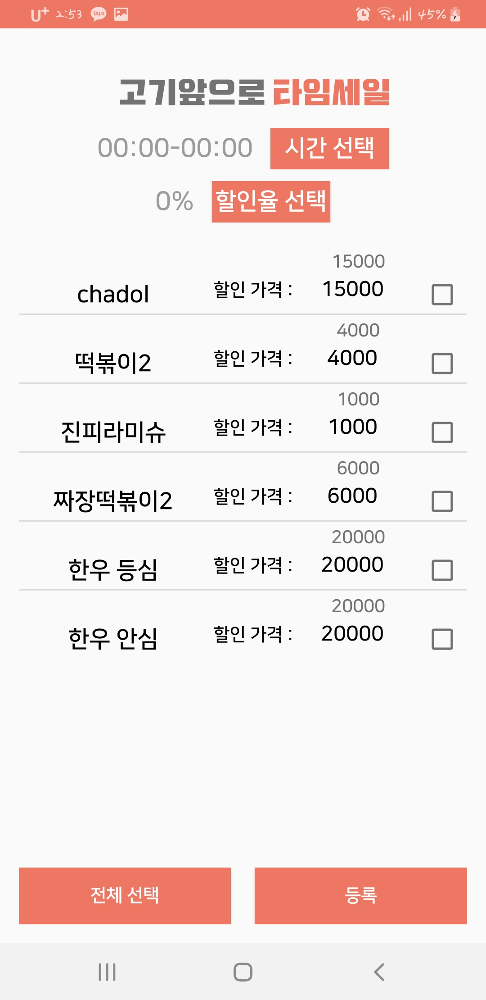 U+ 2:53 TALK 45%
고기앞으로 타임세일
00:00-00:00 시간 선택
0% 할인율 선택
15000
chadol 할인 가격 : 15000
4000
떡볶이2 할인 가격 : 4000
1000
진피라미슈 할인 가격 : 1000
6000
짜장떡볶이2 할인 가격 : 6000
20000
한우 등심 할인 가격 : 20000
20000
한우 안심 할인 가격 : 20000
전체 선택 등록